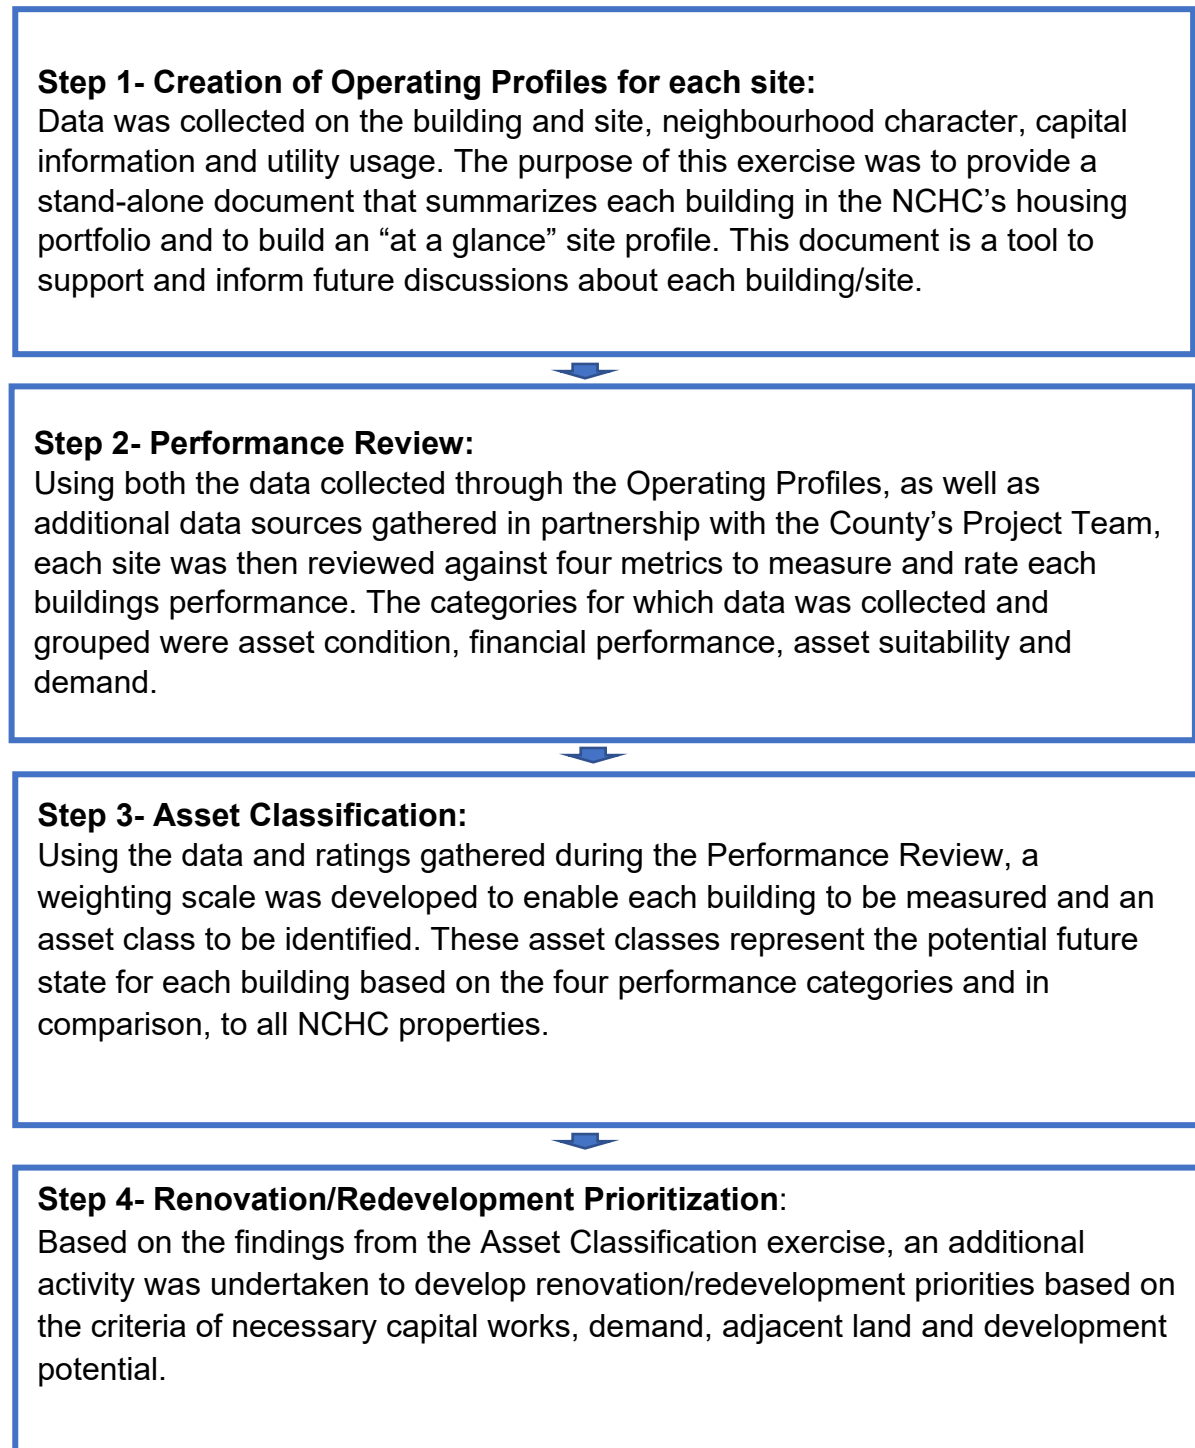 Step 1- Creation of Operating Profiles for each site:
Data was collected on the building and site, neighbourhood character, capital
information and utility usage. The purpose of this exercise was to provide a
stand-alone document that summarizes each building in the NCHC’s housing
portfolio and to build an “at a glance” site profile. This document is a tool to
support and inform future discussions about each building/site.
Step 2- Performance Review:
Using both the data collected through the Operating Profiles, as well as
additional data sources gathered in partnership with the County’s Project Team,
each site was then reviewed against four metrics to measure and rate each
buildings performance. The categories for which data was collected and
grouped were asset condition, financial performance, asset suitability and
demand.
Step 3- Asset Classification:
Using the data and ratings gathered during the Performance Review, a
weighting scale was developed to enable each building to be measured and an
asset class to be identified. These asset classes represent the potential future
state for each building based on the four performance categories and in
comparison, to all NCHC properties.
Step 4- Renovation/Redevelopment Prioritization:
Based on the findings from the Asset Classification exercise, an additional
activity was undertaken to develop renovation/redevelopment priorities based on
the criteria of necessary capital works, demand, adjacent land and development
potential.